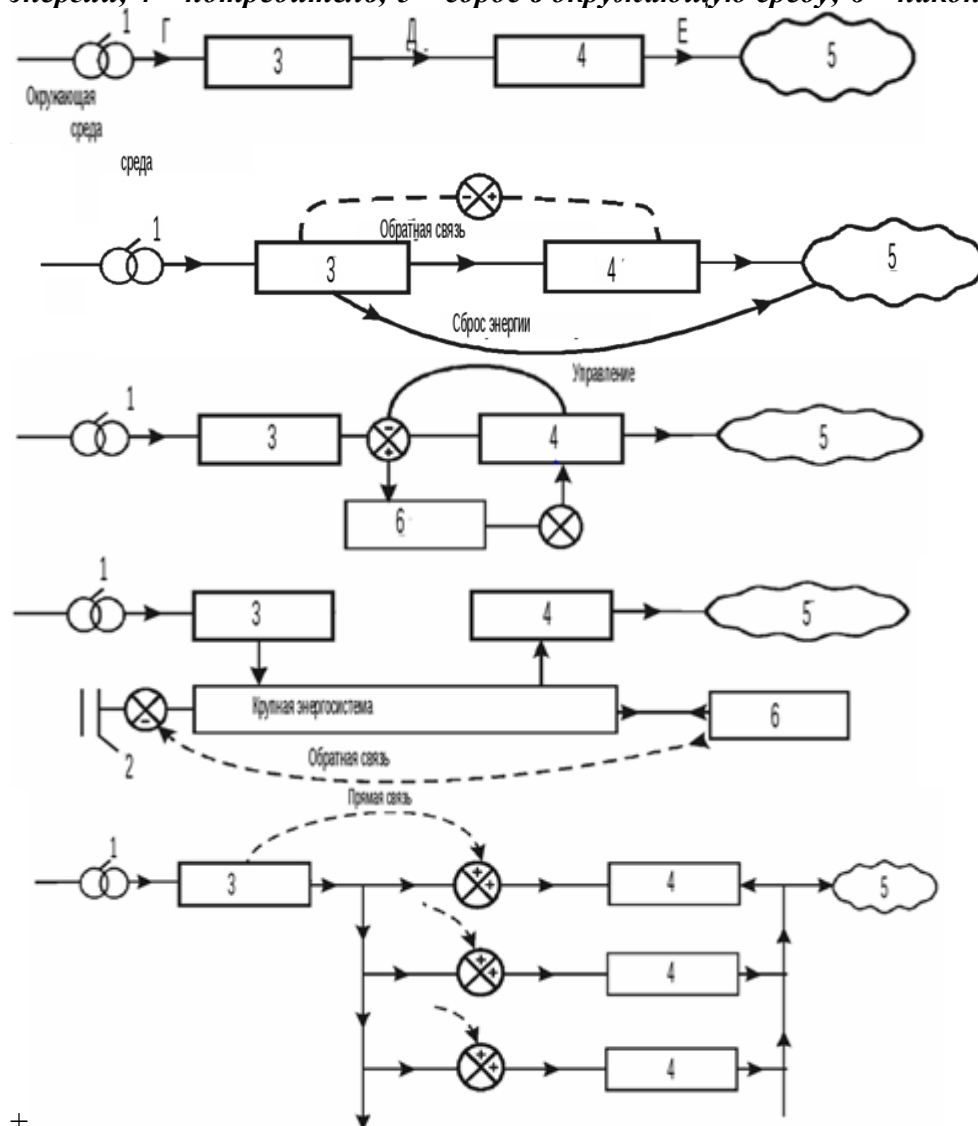 энергии; 4 – потребитель; 5 – сброс в окружающую среду; 6 –
1 Г 3 Д 4 Е 5
Окружающая
среда
среда
- +
1 Обратная связь
3 4 5
Сброс энергии
Управление
1 3 - + 4 5
6
1 3 4 5
Крупная энергосистема
- 6
2 Обратная связь
Прямая связь
1 3 + + 4 5
+ + 4
+ + 4
+